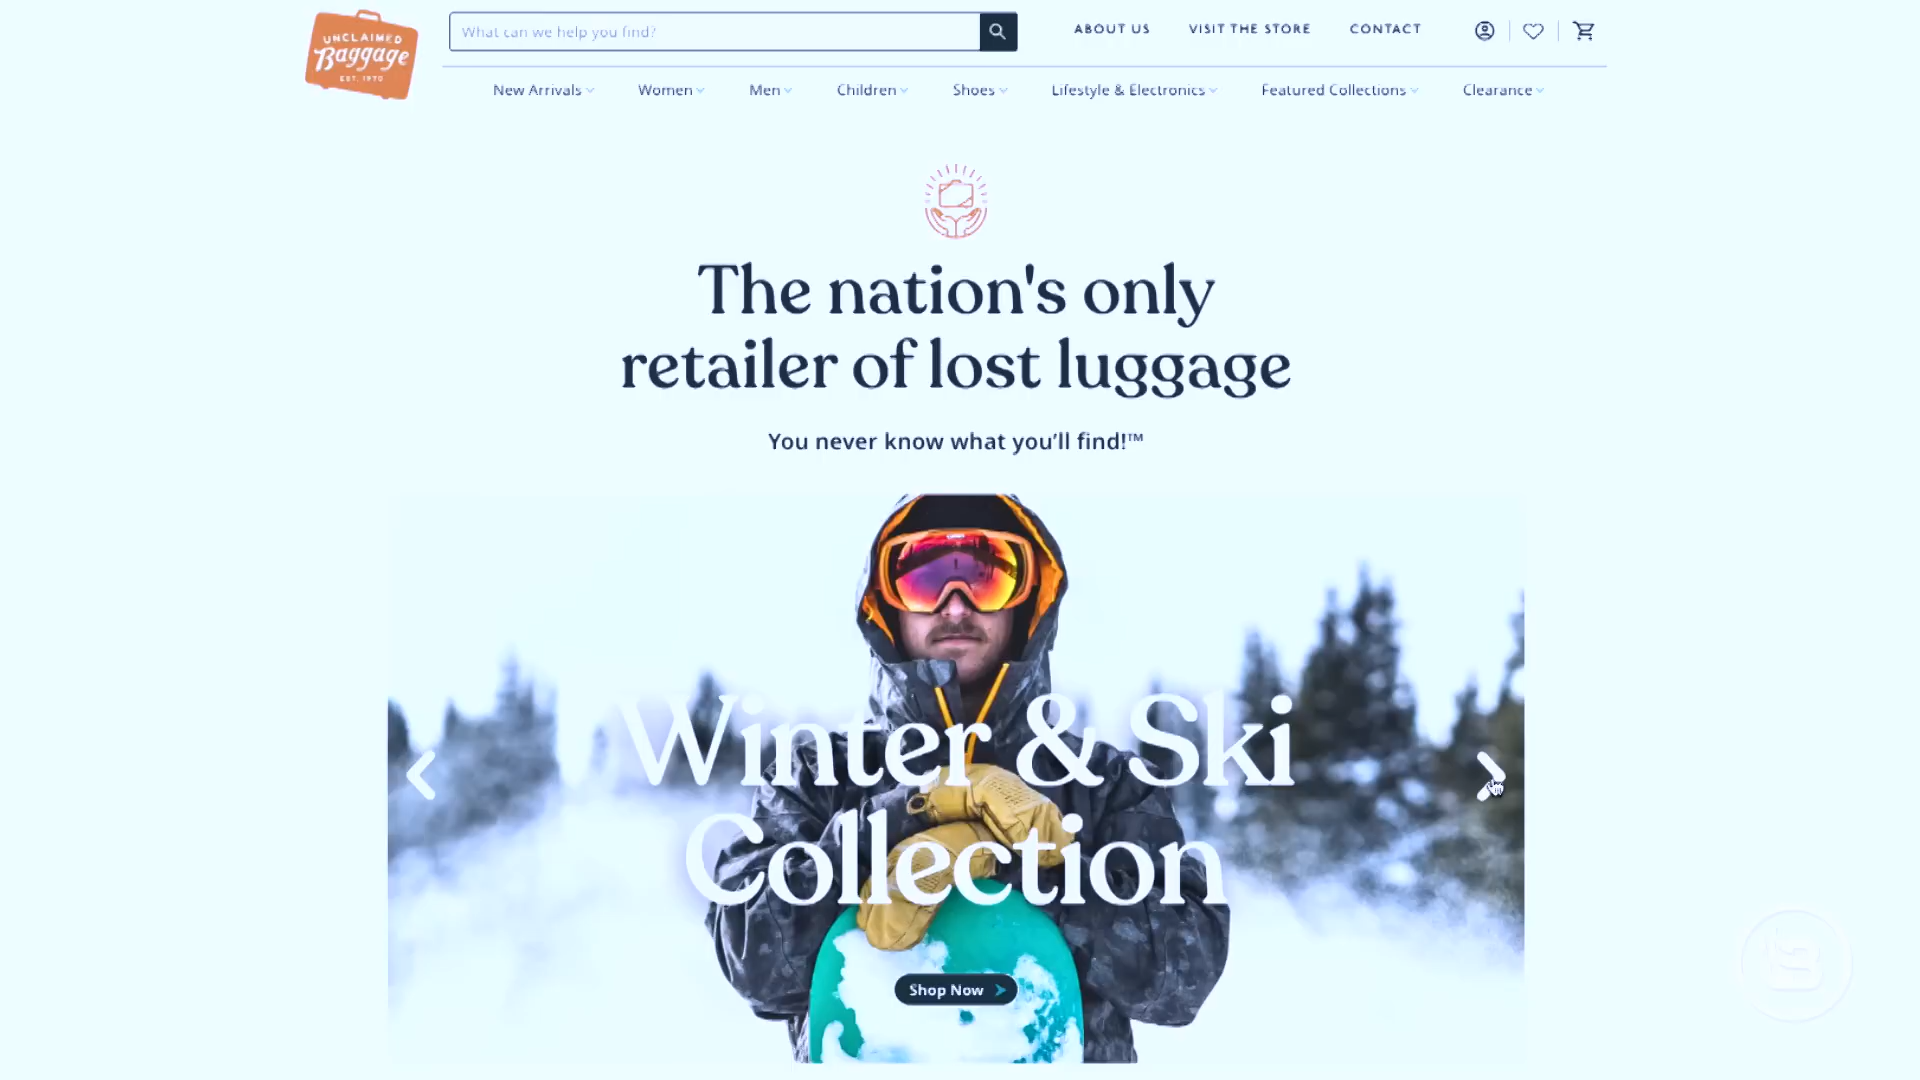 UNCLAIMED
Baggage
EST. 1970
What can we help you find?
ABOUT US
VISIT THE STORE
CONTACT
New Arrivals
Women
Men
Children
Shoes
Lifestyle & Electronics
Featured Collections
Clearance
The nation's only
retailer of lost luggage
You never know what you’ll find!™
Winter & Ski
Collection
Shop Now